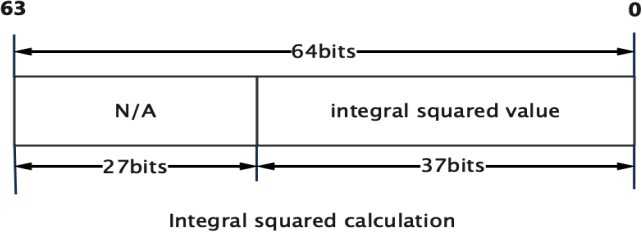 63 0
64bits
N/A integral squared value
27bits 37bits
Integral squared calculation